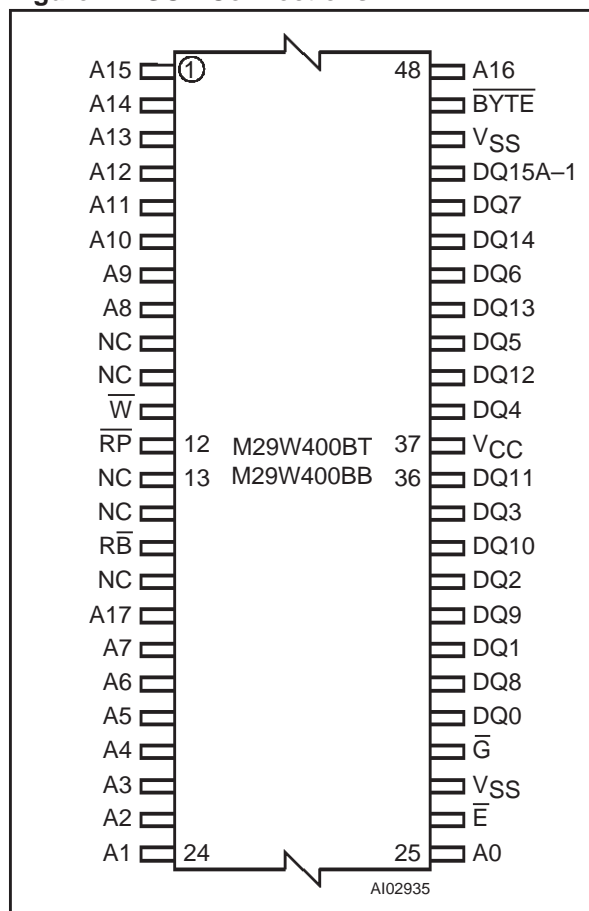 A15 1 48 A16
A14 B̅Y̅T̅E̅
A13 VSS
A12 DQ15A–1
A11 DQ7
A10 DQ14
A9 DQ6
A8 DQ13
NC DQ5
NC DQ12
W̅ DQ4
R̅P̅ 12 M29W400BT 37 VCC
NC 13 M29W400BB 36 DQ11
NC DQ3
RB̅ DQ10
NC DQ2
A17 DQ9
A7 DQ1
A6 DQ8
A5 DQ0
A4 G̅
A3 VSS
A2 E̅
A1 24 25 A0
AI02935